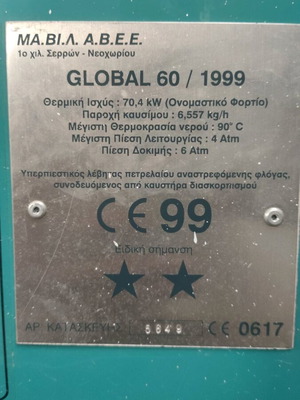 ΜΑ.ΒΙ.Λ. Α.Β.Ε.Ε.
1ο χιλ. Σερρών - Νεοχωρίου
GLOBAL 60 / 1999
Θερμική Ισχύς : 70,4 kW (Ονομαστικό Φορτίο)
Παροχή καυσίμου : 6,557 kg/h
Μέγιστη Θερμοκρασία νερού : 90° C
Μέγιστη Πίεση Λειτουργίας : 4 Atm
Πίεση Δοκιμής : 6 Atm
Υπερπιεστικός λέβητας πετρελαίου αναστρεφόμενης φλόγας,
συνοδευόμενος από καυστήρα διασκορπισμού
CE 99
Ειδική σήμανση
ΑΡ. ΚΑΤΑΣΚΕΥΗΣ 5649 CE 0617